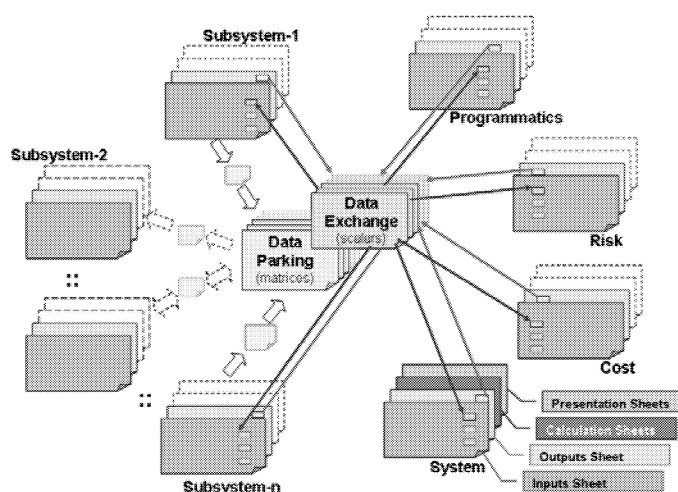 Subsystem-1
Programmatics
Subsystem-2
Data
Exchange
(scalars)
Risk
Data
Parking
(matrices)
::
Cost
::
Presentation Sheets
Calculation Sheets
Outputs Sheet
Inputs Sheet
System
Subsystem-n